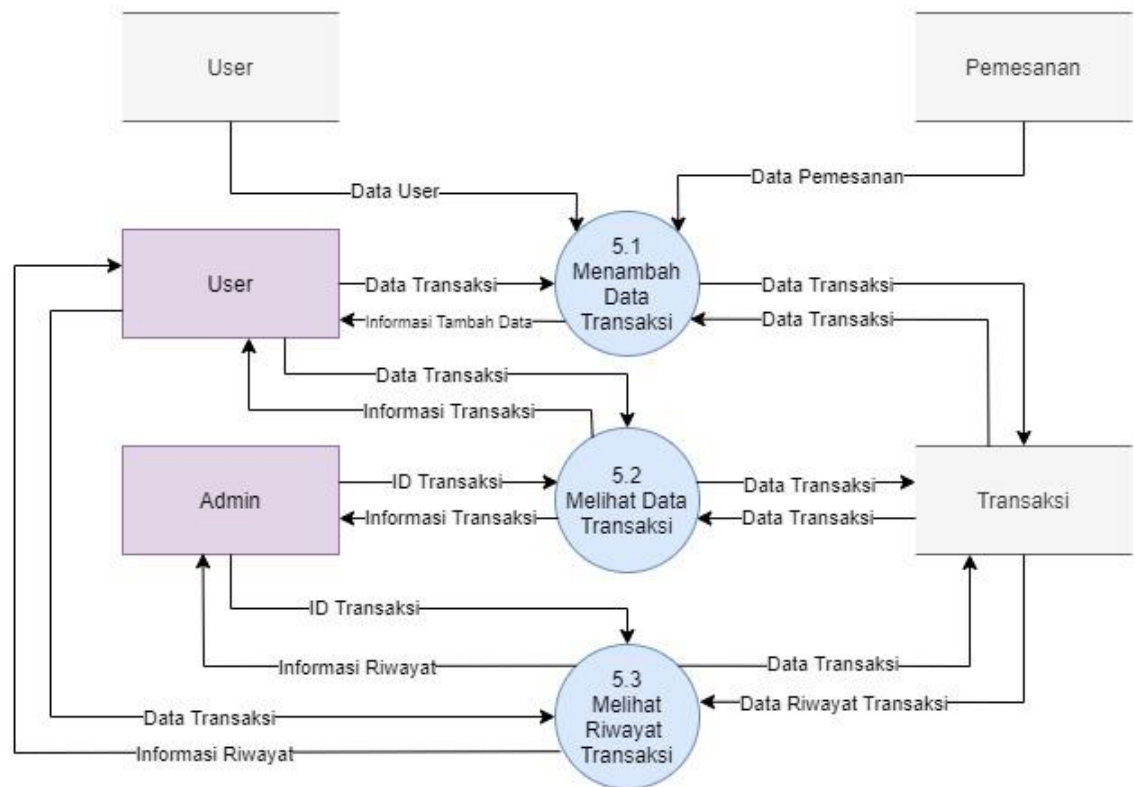 User
Pemesanan
Data User
Data Pemesanan
5.1
Menambah
Data
Transaksi
User
Data Transaksi
Data Transaksi
Informasi Tambah Data
Data Transaksi
Data Transaksi
Informasi Transaksi
Admin
ID Transaksi
5.2
Melihat Data
Transaksi
Data Transaksi
Transaksi
Informasi Transaksi
Data Transaksi
ID Transaksi
Informasi Riwayat
5.3
Melihat
Riwayat
Transaksi
Data Transaksi
Data Riwayat Transaksi
Data Transaksi
Informasi Riwayat